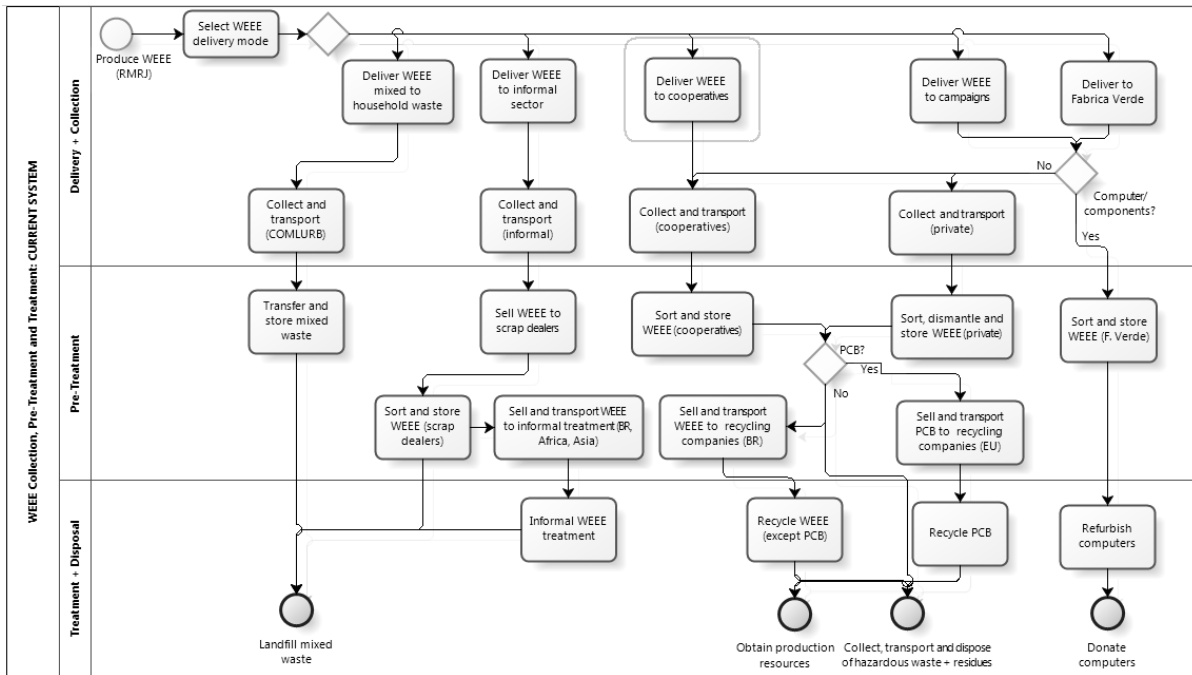 WEEE Collection, Pre-Treatment and Treatment: CURRENT SYSTEM
Delivery + Collection
Produce WEEE
(RMRJ)
Select WEEE
delivery mode
Deliver WEEE
mixed to
household waste
Deliver WEEE
to informal
sector
Deliver WEEE
to cooperatives
Deliver WEEE
to campaigns
Deliver to
Fabrica Verde
No
Computer/
components?
Yes
Collect and
transport
(COMLURB)
Collect and
transport
(informal)
Collect and transport
(cooperatives)
Collect and transport
(private)
Pre-Treatment
Transfer and
store mixed
waste
Sell WEEE to
scrap dealers
Sort and store
WEEE (cooperatives)
Sort, dismantle and
store WEEE (private)
Sort and store
WEEE (F. Verde)
PCB?
Yes
No
Sort and store
WEEE (scrap
dealers)
Sell and transport WEEE
to informal treatment (BR,
Africa, Asia)
Sell and transport
WEEE to recycling
companies (BR)
Sell and transport
PCB to recycling
companies (EU)
Treatment + Disposal
Informal WEEE
treatment
Recycle WEEE
(except PCB)
Recycle PCB
Refurbish
computers
Landfill mixed
waste
Obtain production
resources
Collect, transport and dispose
of hazardous waste + residues
Donate
computers